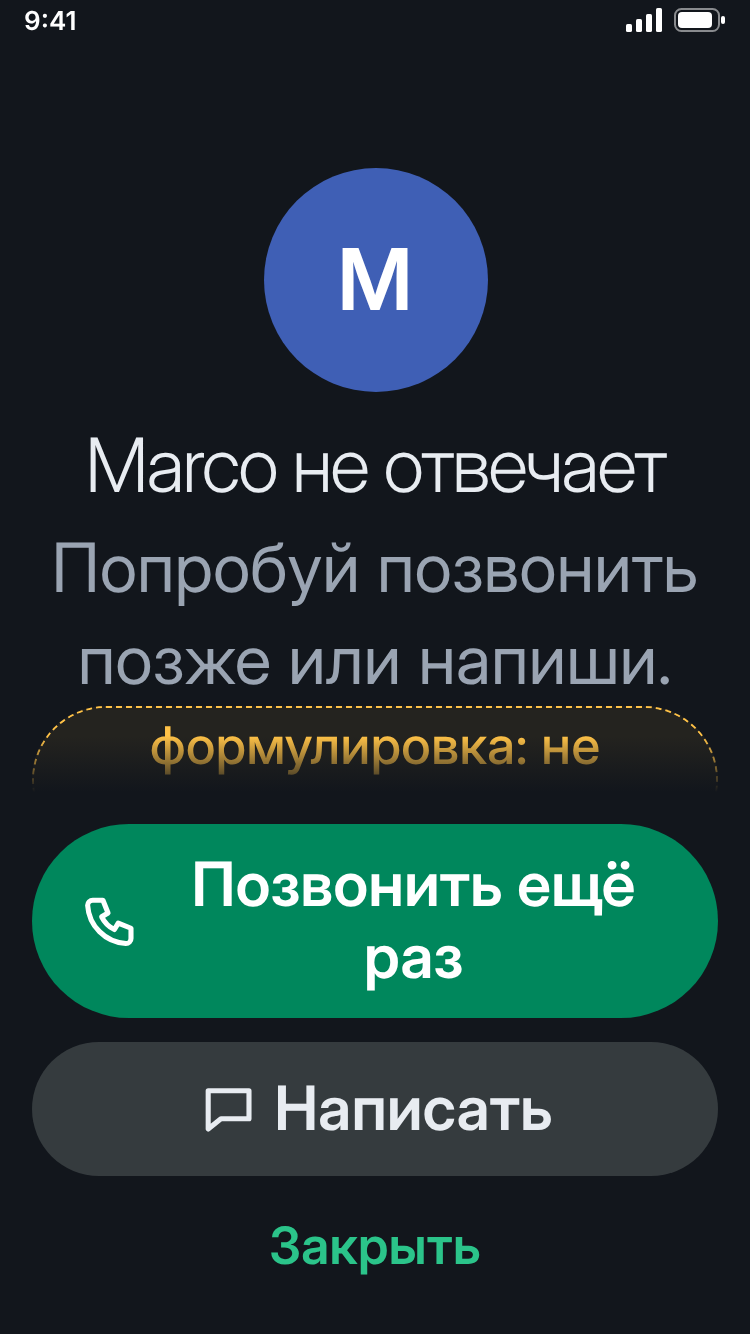 9:41
M
Marco не отвечает
Попробуй позвонить
позже или напиши.
формулировка: не
Позвонить ещё
раз
Написать
Закрыть